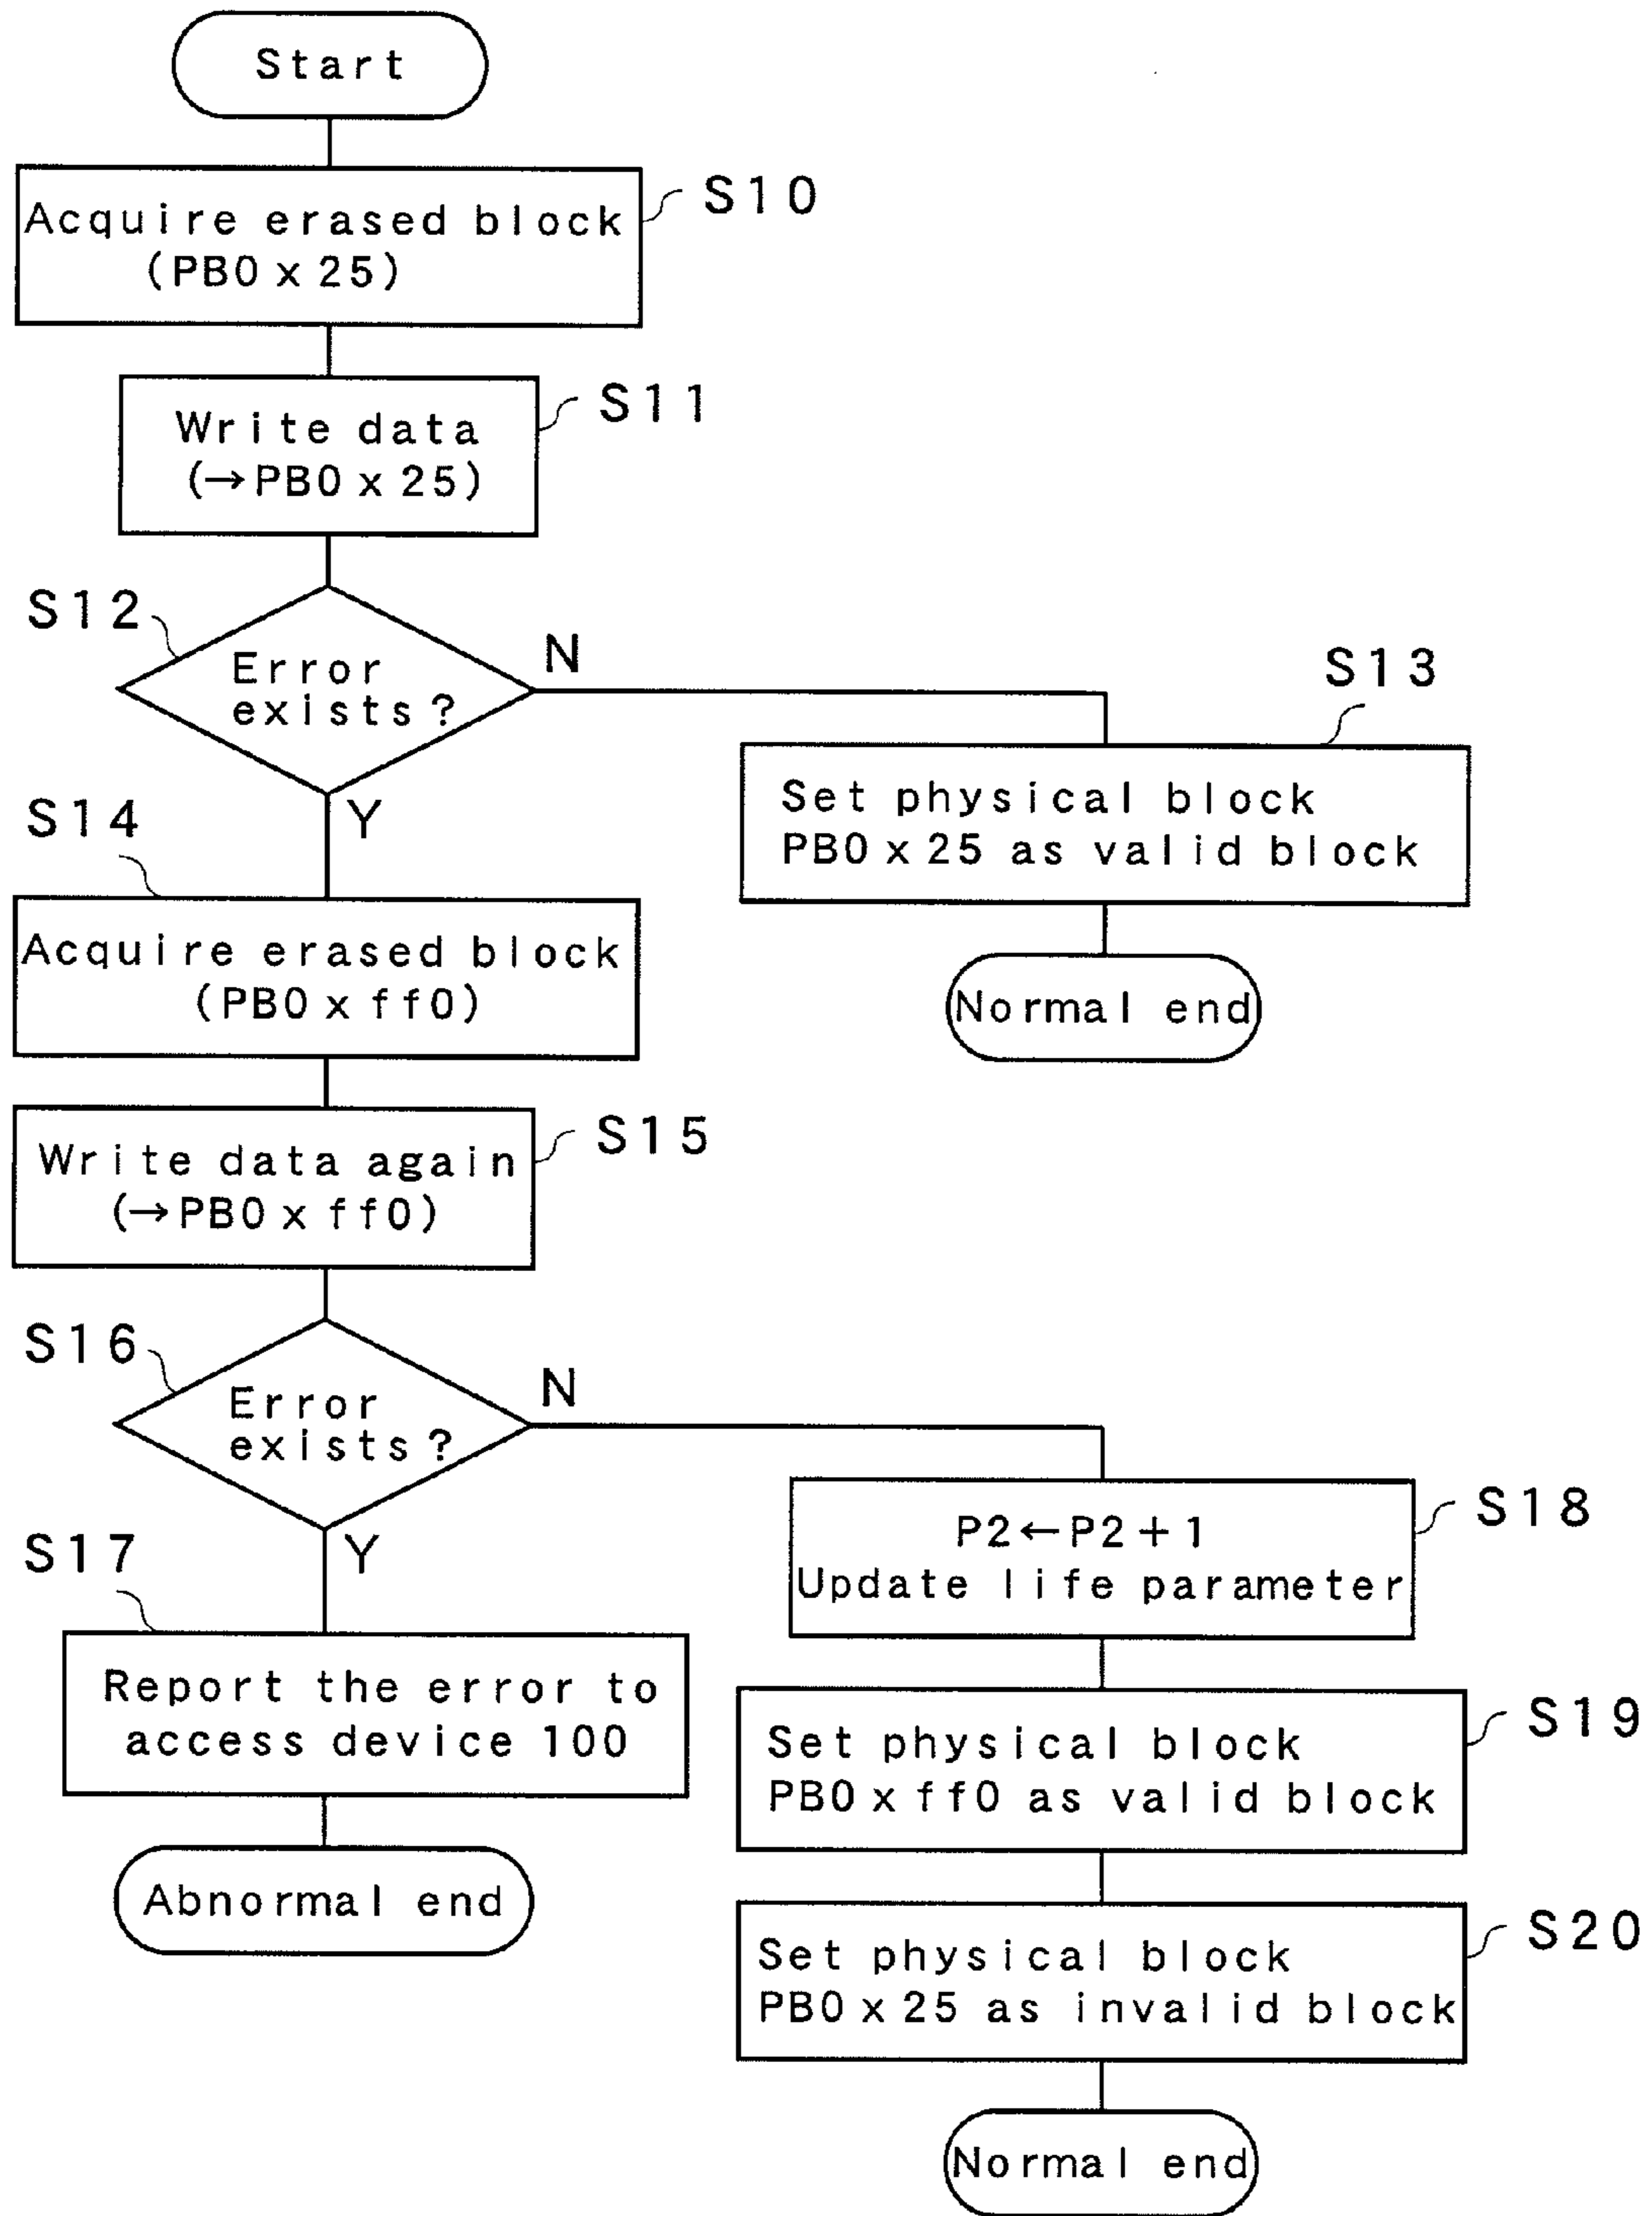 Start
S10
Acquire erased block
(PB0x25)
S11
Write data
(→PB0x25)
S12
Error
exists?
N
Y
S13
Set physical block
PB0x25 as valid block
Normal end
S14
Acquire erased block
(PB0xff0)
S15
Write data again
(→PB0xff0)
S16
Error
exists?
N
Y
S17
Report the error to
access device 100
Abnormal end
S18
P2←P2+1
Update life parameter
S19
Set physical block
PB0xff0 as valid block
S20
Set physical block
PB0x25 as invalid block
Normal end